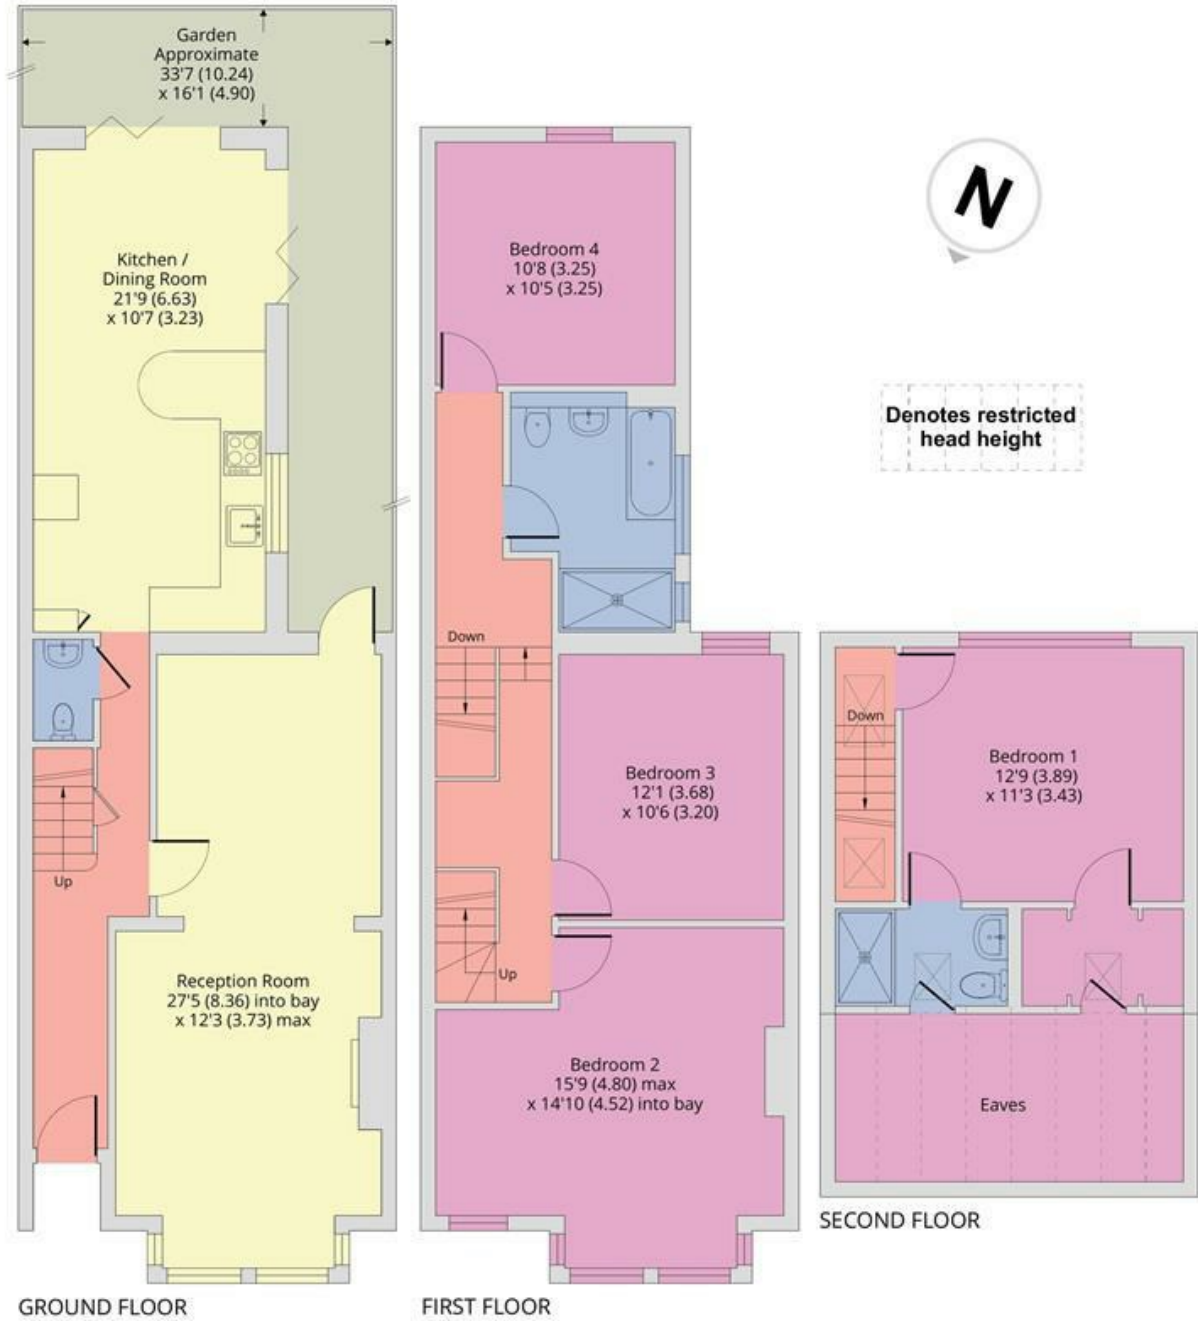 Garden
Approximate
33'7 (10.24)
x 16'1 (4.90)
Kitchen /
Dining Room
21'9 (6.63)
x 10'7 (3.23)
Up
Reception Room
27'5 (8.36) into bay
x 12'3 (3.73) max
GROUND FLOOR
Bedroom 4
10'8 (3.25)
x 10'5 (3.25)
Down
Bedroom 3
12'1 (3.68)
x 10'6 (3.20)
Up
Bedroom 2
15'9 (4.80) max
x 14'10 (4.52) into bay
FIRST FLOOR
N
Denotes restricted
head height
Down
Bedroom 1
12'9 (3.89)
x 11'3 (3.43)
Eaves
SECOND FLOOR